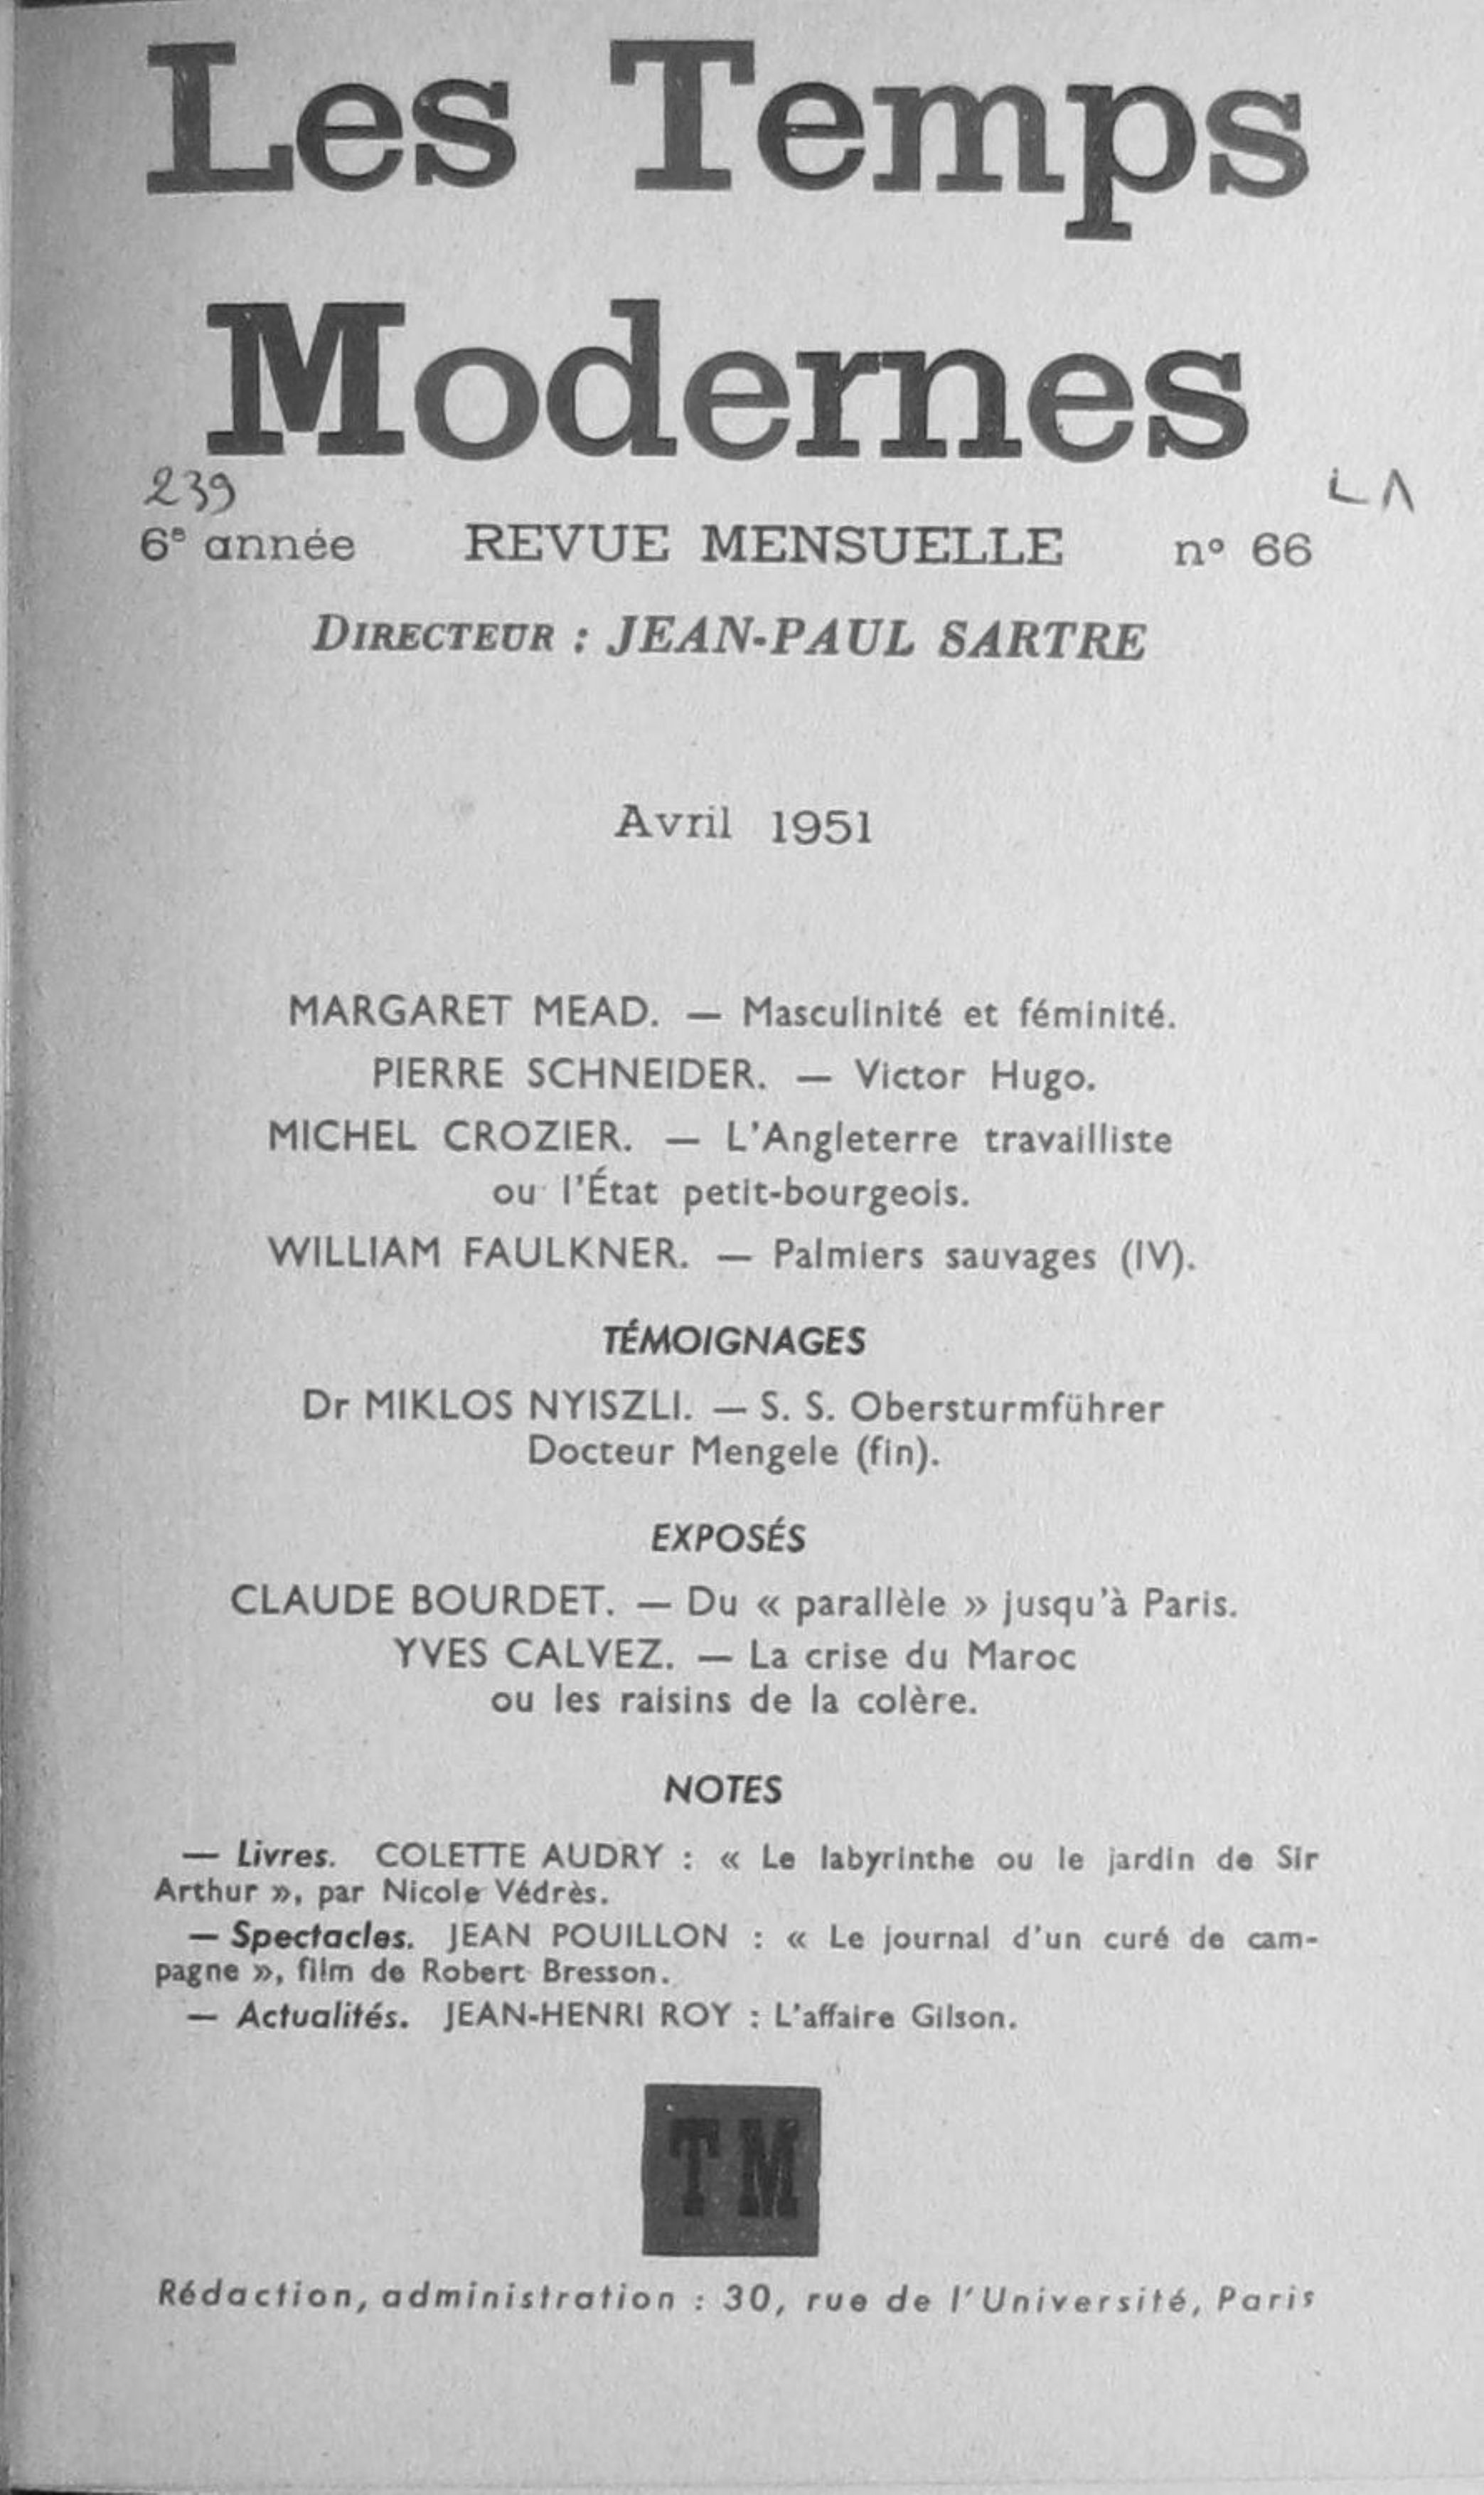 Les Temps
Modernes
239
6e année REVUE MENSUELLE nº 66
DIRECTEUR : JEAN-PAUL SARTRE
Avril 1951
MARGARET MEAD. — Masculinité et féminité.
PIERRE SCHNEIDER. — Victor Hugo.
MICHEL CROZIER. — L'Angleterre travailliste
ou l'État petit-bourgeois.
WILLIAM FAULKNER. — Palmiers sauvages (IV).
TÉMOIGNAGES
Dr MIKLOS NYISZLI. — S. S. Obersturmführer
Docteur Mengele (fin).
EXPOSÉS
CLAUDE BOURDET. — Du « parallèle » jusqu'à Paris.
YVES CALVEZ. — La crise du Maroc
ou les raisins de la colère.
NOTES
— Livres. COLETTE AUDRY : « Le labyrinthe ou le jardin de Sir
Arthur », par Nicole Védrès.
— Spectacles. JEAN POUILLON : « Le journal d'un curé de cam-
pagne », film de Robert Bresson.
— Actualités. JEAN-HENRI ROY : L'affaire Gilson.
TM
Rédaction, administration : 30, rue de l'Université, Paris